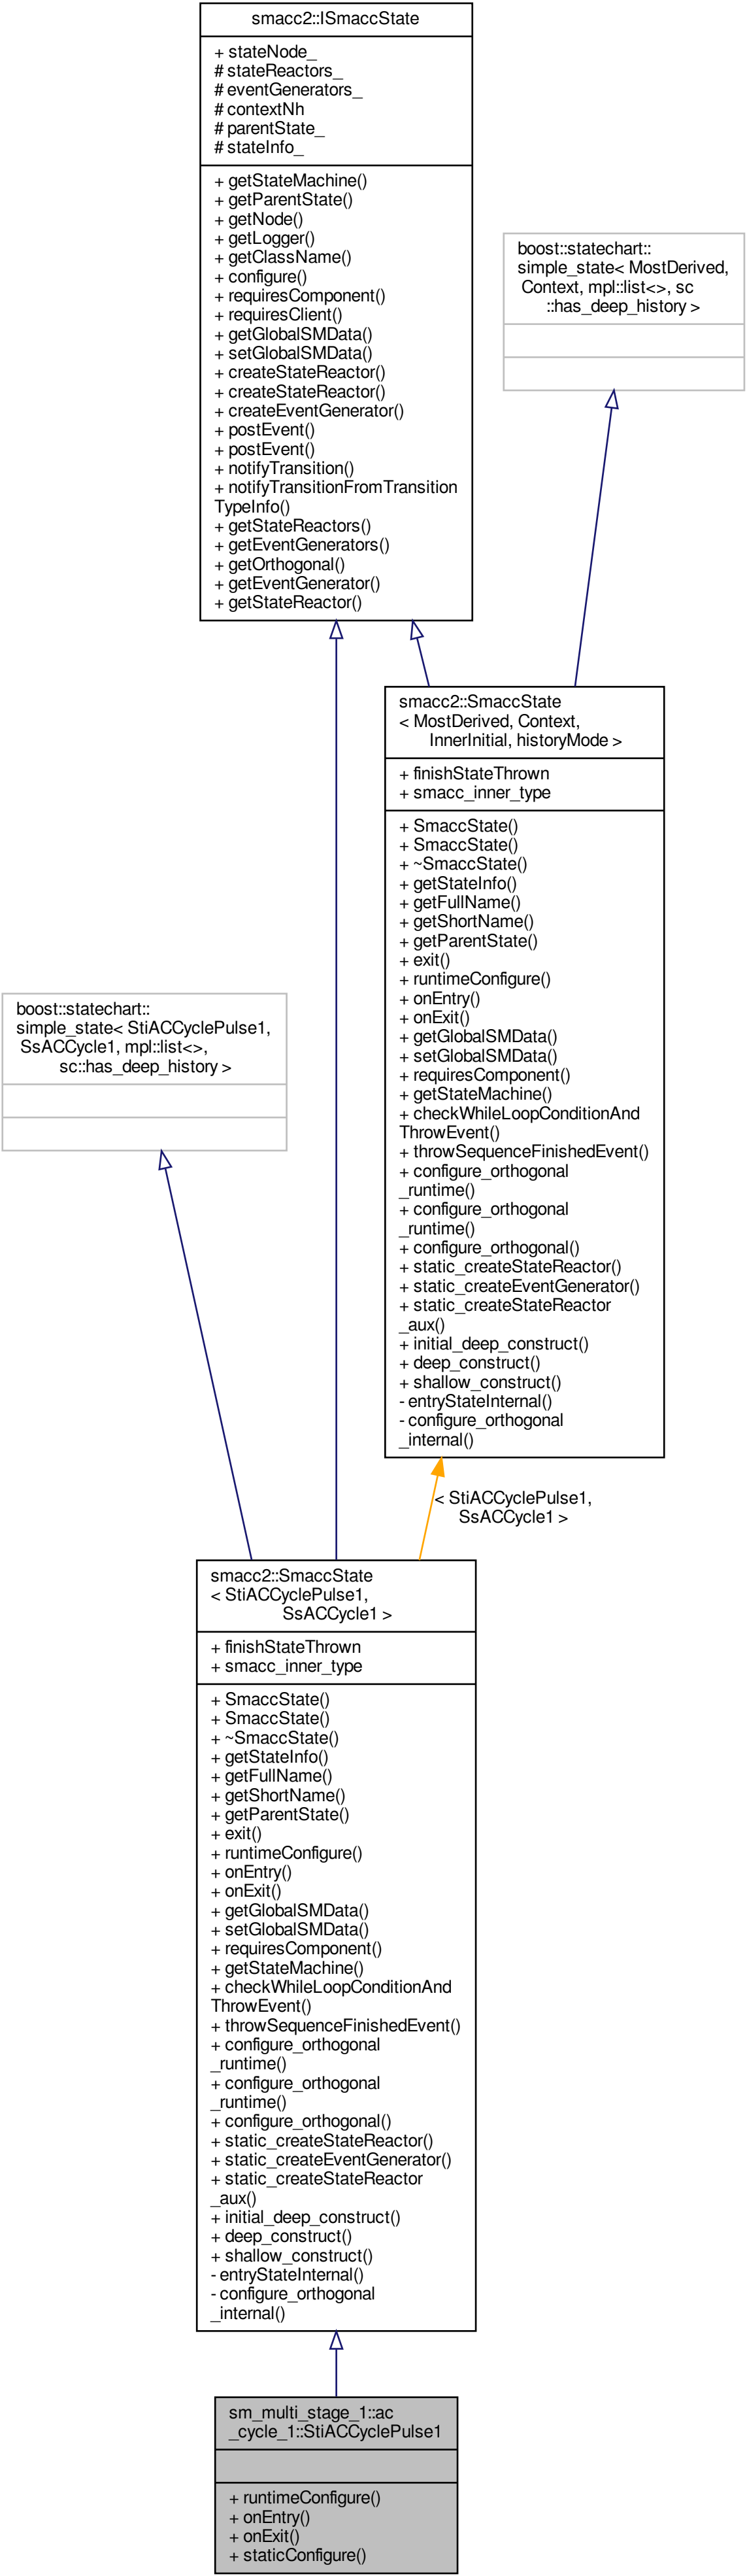 smacc2::ISmaccState
+ stateNode_
# stateReactors_
# eventGenerators_
# contextNh
# parentState_
# stateInfo_
+ getStateMachine()
+ getParentState()
+ getNode()
+ getLogger()
+ getClassName()
+ configure()
+ requiresComponent()
+ requiresClient()
+ getGlobalSMData()
+ setGlobalSMData()
+ createStateReactor()
+ createStateReactor()
+ createEventGenerator()
+ postEvent()
+ postEvent()
+ notifyTransition()
+ notifyTransitionFromTransition
TypeInfo()
+ getStateReactors()
+ getEventGenerators()
+ getOrthogonal()
+ getEventGenerator()
+ getStateReactor()
boost::statechart::
simple_state< MostDerived,
Context, mpl::list<>, sc
::has_deep_history >
smacc2::SmaccState
< MostDerived, Context,
InnerInitial, historyMode >
+ finishStateThrown
+ smacc_inner_type
+ SmaccState()
+ SmaccState()
+ ~SmaccState()
+ getStateInfo()
+ getFullName()
+ getShortName()
+ getParentState()
+ exit()
+ runtimeConfigure()
+ onEntry()
+ onExit()
+ getGlobalSMData()
+ setGlobalSMData()
+ requiresComponent()
+ getStateMachine()
+ checkWhileLoopConditionAnd
ThrowEvent()
+ throwSequenceFinishedEvent()
+ configure_orthogonal
_runtime()
+ configure_orthogonal
_runtime()
+ configure_orthogonal()
+ static_createStateReactor()
+ static_createEventGenerator()
+ static_createStateReactor
_aux()
+ initial_deep_construct()
+ deep_construct()
+ shallow_construct()
- entryStateInternal()
- configure_orthogonal
_internal()
boost::statechart::
simple_state< StiACCyclePulse1,
SsACCycle1, mpl::list<>,
sc::has_deep_history >
< StiACCyclePulse1,
SsACCycle1 >
smacc2::SmaccState
< StiACCyclePulse1,
SsACCycle1 >
+ finishStateThrown
+ smacc_inner_type
+ SmaccState()
+ SmaccState()
+ ~SmaccState()
+ getStateInfo()
+ getFullName()
+ getShortName()
+ getParentState()
+ exit()
+ runtimeConfigure()
+ onEntry()
+ onExit()
+ getGlobalSMData()
+ setGlobalSMData()
+ requiresComponent()
+ getStateMachine()
+ checkWhileLoopConditionAnd
ThrowEvent()
+ throwSequenceFinishedEvent()
+ configure_orthogonal
_runtime()
+ configure_orthogonal
_runtime()
+ configure_orthogonal()
+ static_createStateReactor()
+ static_createEventGenerator()
+ static_createStateReactor
_aux()
+ initial_deep_construct()
+ deep_construct()
+ shallow_construct()
- entryStateInternal()
- configure_orthogonal
_internal()
sm_multi_stage_1::ac
_cycle_1::StiACCyclePulse1
+ runtimeConfigure()
+ onEntry()
+ onExit()
+ staticConfigure()